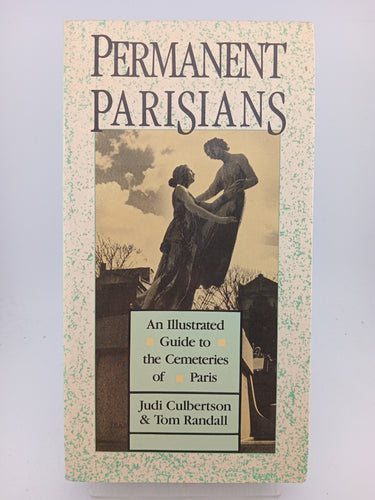 PERMANENT
PARISIANS
An Illustrated
Guide to
the Cemeteries
of Paris
Judi Culbertson
& Tom Randall